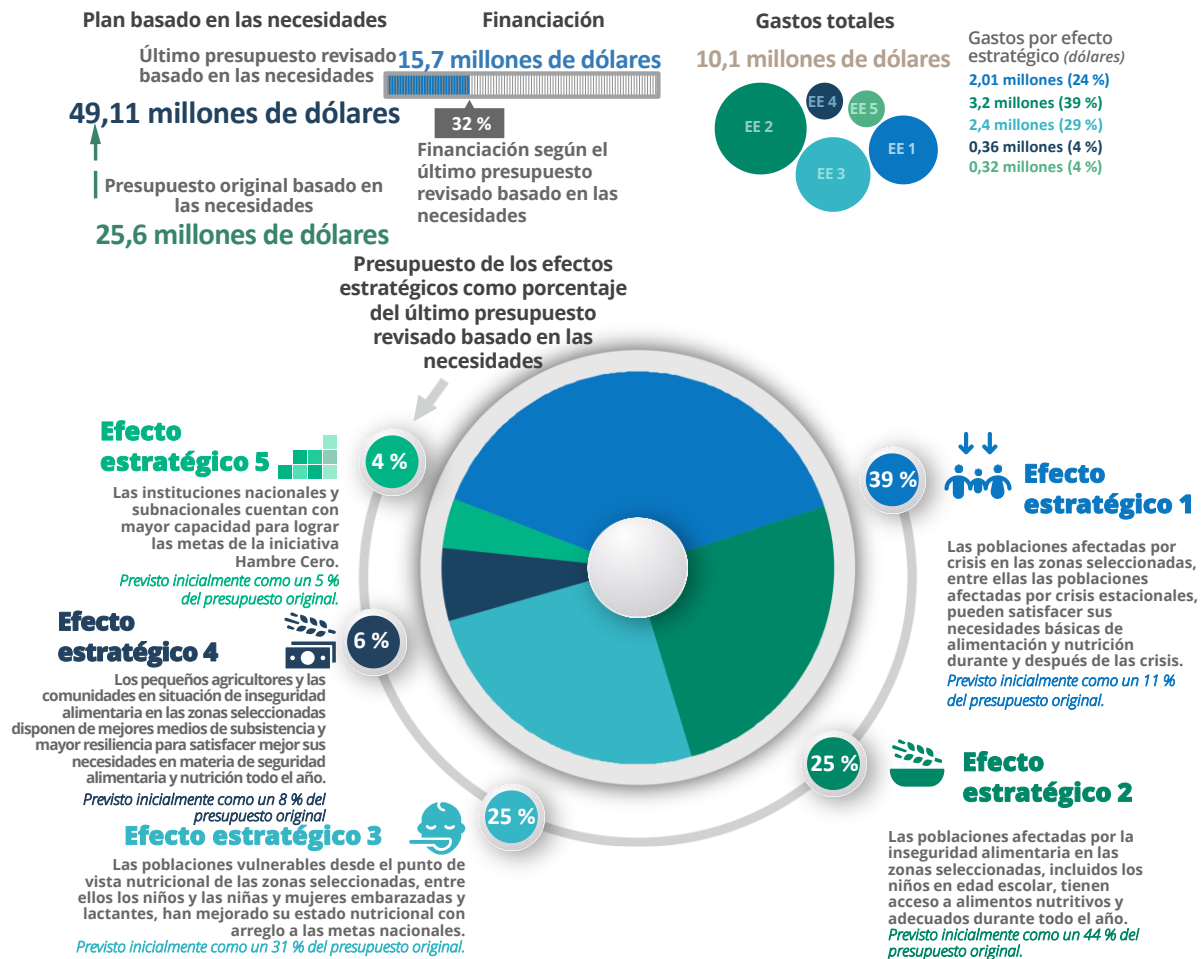 Plan basado en las necesidades
Último presupuesto revisado
basado en las necesidades
49,11 millones de dólares
Presupuesto original basado en
las necesidades
25,6 millones de dólares
Financiación
15,7 millones de dólares
32 %
Financiación según el
último presupuesto
revisado basado en las
necesidades
Gastos totales
10,1 millones de dólares
EE 2
EE 4
EE 5
EE 3
EE 1
Gastos por efecto
estratégico (dólares)
2,01 millones (24 %)
3,2 millones (39 %)
2,4 millones (29 %)
0,36 millones (4 %)
0,32 millones (4 %)
Presupuesto de los efectos
estratégicos como porcentaje
del último presupuesto
revisado basado en las
necesidades
39 %
Efecto
estratégico 1
Las poblaciones afectadas por
crisis en las zonas seleccionadas,
entre ellas las poblaciones
afectadas por crisis estacionales,
pueden satisfacer sus
necesidades básicas de
alimentación y nutrición
durante y después de las crisis.
Previsto inicialmente como un 11 %
del presupuesto original.
25 %
Efecto
estratégico 2
Las poblaciones afectadas por la
inseguridad alimentaria en las
zonas seleccionadas, incluidos los
niños en edad escolar, tienen
acceso a alimentos nutritivos y
adecuados durante todo el año.
Previsto inicialmente como un 44 % del
presupuesto original.
25 %
Efecto estratégico 3
Las poblaciones vulnerables desde el punto de
vista nutricional de las zonas seleccionadas, entre
ellos los niños y las niñas y mujeres embarazadas y
lactantes, han mejorado su estado nutricional con
arreglo a las metas nacionales.
Previsto inicialmente como un 31 % del presupuesto original.
6 %
Efecto
estratégico 4
Los pequeños agricultores y las
comunidades en situación de inseguridad
alimentaria en las zonas seleccionadas
disponen de mejores medios de subsistencia y
mayor resiliencia para satisfacer mejor sus
necesidades en materia de seguridad
alimentaria y nutrición todo el año.
Previsto inicialmente como un 8 % del
presupuesto original
4 %
Efecto
estratégico 5
Las instituciones nacionales y
subnacionales cuentan con
mayor capacidad para lograr
las metas de la iniciativa
Hambre Cero.
Previsto inicialmente como un 5 %
del presupuesto original.